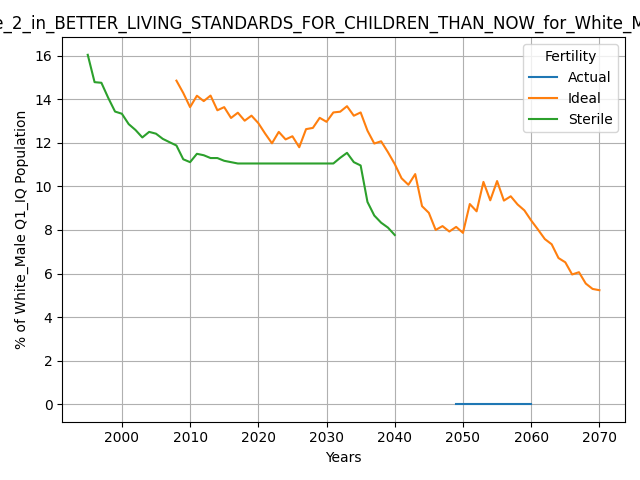 _2_in_BETTER_LIVING_STANDARDS_FOR_CHILDREN_THAN_NOW_for_White_M
% of White_Male Q1_IQ Population
16
14
12
10
8
6
4
2
0
Fertility
Actual
Ideal
Sterile
2000 2010 2020 2030 2040 2050 2060 2070
Years